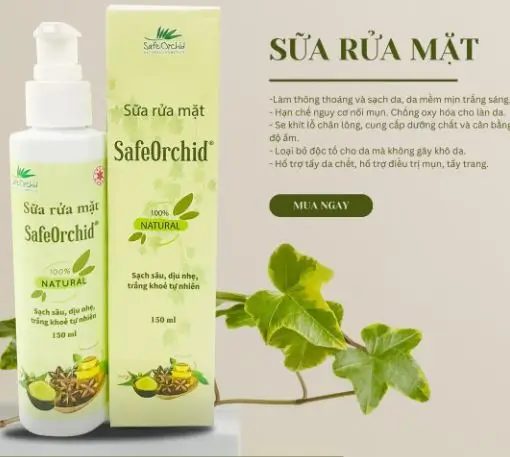 SafeOrchid
Sữa rửa mặt
SafeOrchid®
100%
NATURAL
Sạch sâu, dịu nhẹ,
trắng khoẻ tự nhiên
150 ml
Sữa rửa mặt
SafeOrchid®
100%
NATURAL
Sạch sâu, dịu nhẹ,
trắng khoẻ tự nhiên
150 ml
SỮA RỬA MẶT
-Làm thông thoáng và sạch da, da mềm mịn trắng sáng.
- Hạn chế nguy cơ nổi mụn. Chống oxy hóa cho làn da.
- Se khít lỗ chân lông, cung cấp dưỡng chất và cân bằng
độ ẩm.
- Loại bỏ độc tố cho da mà không gây khô da.
- Hỗ trợ tẩy da chết, hỗ trợ điều trị mụn, tẩy trang.
MUA NGAY